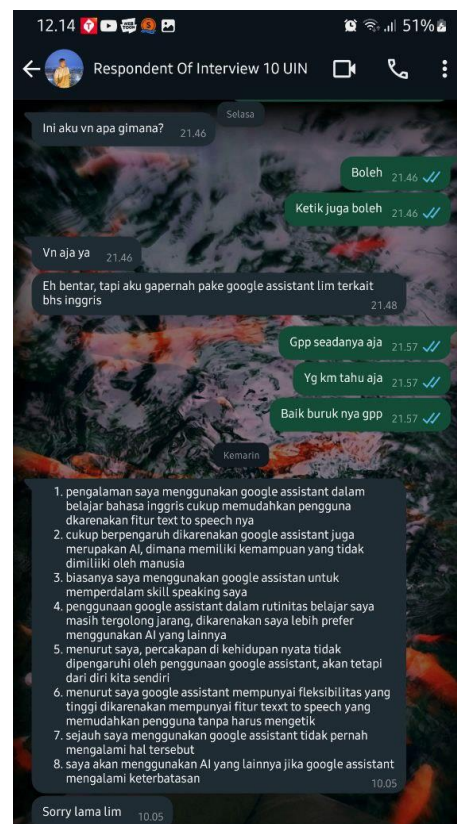 12.14 51%
Respondent Of Interview 10 UIN
Selasa
Ini aku vn apa gimana? 21.46
Boleh 21.46
Ketik juga boleh 21.46
Vn aja ya 21.46
Eh bentar, tapi aku gapernah pake google assistant lim terkait
bhs inggris
21.48
Gpp seadanya aja 21.57
Yg km tahu aja 21.57
Baik buruk nya gpp 21.57
Kemarin
1. pengalaman saya menggunakan google assistant dalam
belajar bahasa inggris cukup memudahkan pengguna
dkarenakan fitur text to speech nya
2. cukup berpengaruh dikarenakan google assistant juga
merupakan AI, dimana memiliki kemampuan yang tidak
dimiliiki oleh manusia
3. biasanya saya menggunakan google assistan untuk
memperdalam skill speaking saya
4. penggunaan google assistant dalam rutinitas belajar saya
masih tergolong jarang, dikarenakan saya lebih prefer
menggunakan AI yang lainnya
5. menurut saya, percakapan di kehidupan nyata tidak
dipengaruhi oleh penggunaan google assistant, akan tetapi
dari diri kita sendiri
6. menurut saya google assistant mempunyai fleksibilitas yang
tinggi dikarenakan mempunyai fitur texxt to speech yang
memudahkan pengguna tanpa harus mengetik
7. sejauh saya menggunakan google assistant tidak pernah
mengalami hal tersebut
8. saya akan menggunakan AI yang lainnya jika google assistant
mengalami keterbatasan
10.05
Sorry lama lim 10.05